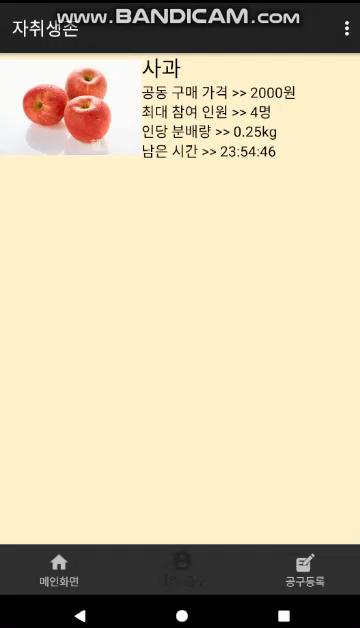 www.BANDICAM.com
자취생존
사과
공동 구매 가격 >> 2000원
최대 참여 인원 >> 4명
인당 분배량 >> 0.25kg
남은 시간 >> 23:54:46
메인화면
공구등록